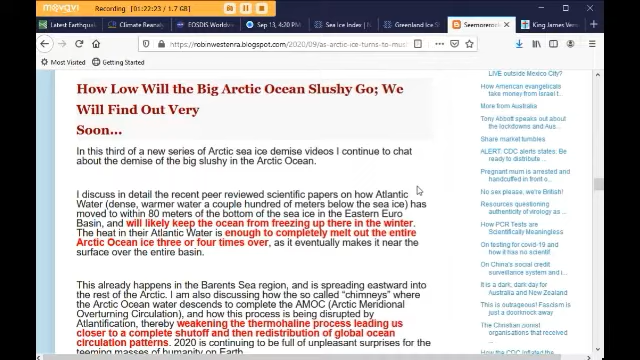 movavi Recording 01:22:23 / 1.7 GB
Latest Earthquak
Climate Reanaly
EOSDIS Worldvie
Sep 13, 4:20 PM
Sea Ice Index | N
Greenland Ice S
Seemorerocks
King James Vers
https://robinwestenra.blogspot.com/2020/09/as-arctic-ice-turns-to-mus
Search
Most Visited Getting Started
How Low Will the Big Arctic Ocean Slushy Go; We
Will Find Out Very
Soon...
In this third of a new series of Arctic sea ice demise videos I continue to chat
about the demise of the big slushy in the Arctic Ocean.
I discuss in detail the recent peer reviewed scientific papers on how Atlantic
Water (dense, warmer water a couple hundred of meters below the sea ice) has
moved to within 80 meters of the bottom of the sea ice in the Eastern Euro
Basin, and will likely keep the ocean from freezing up there in the winter.
The heat in their Atlantic Water is enough to completely melt out the entire
Arctic Ocean ice three or four times over, as it eventually makes it near the
surface over the entire basin.
This already happens in the Barents Sea region, and is spreading eastward into
the rest of the Arctic. I am also discussing how the so called “chimneys” where
the Arctic Ocean water descends to complete the AMOC (Arctic Meridional
Overturning Circulation), and how this process is being disrupted by
Atlantification, thereby weakening the thermohaline process leading us
closer to a complete shutoff and then redistribution of global ocean
circulation patterns. 2020 is continuing to be full of unpleasant surprises for the
teeming masses of humanity on Earth.
LIVE outside Mexico City?
How American evangelicals
take money from Israel t...
More from Australia
Tony Abbott speaks out about
the lockdowns and Aus...
Share market tumbles
ALERT: CDC alerts states: Be
ready to distribute...
Pregnant mum is arrested and
handcuffed in front o...
No sex please, we're British!
Resources questioning
authenticity of virology as
How PCR Tests are
Scientifically Meaningless
On testing for covid-19 and
how it is not ha...
On China's social credit
surveillance system and i...
It is a dark, dark day for
Australia and New Zealand
This is outrageous! Fascism is
just a doorknock away
The Christian zionist
organisations that received
...
Exposing the inflated